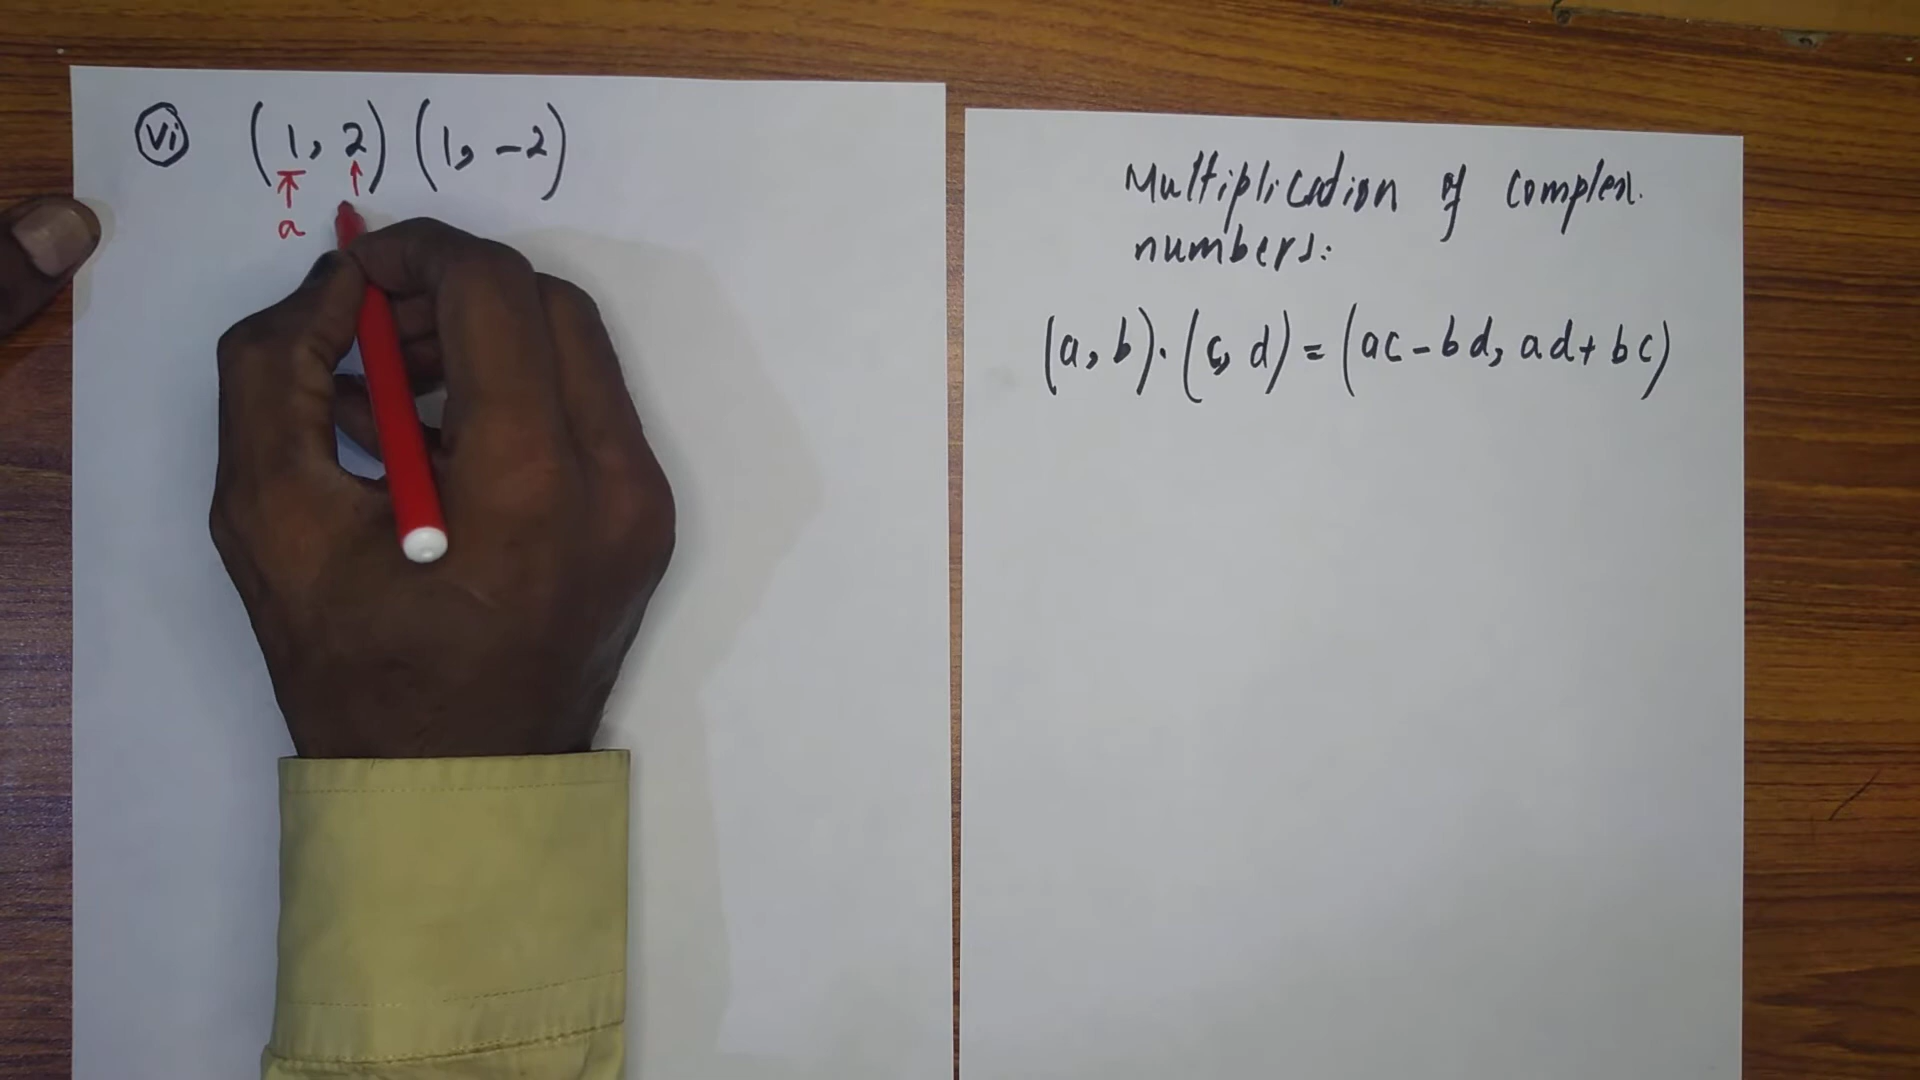 (vi) (1, 2) (1, -2)
↑ ↑
a
Multiplication of complex
numbers:
(a, b). (c, d) = (ac - bd, ad + bc)